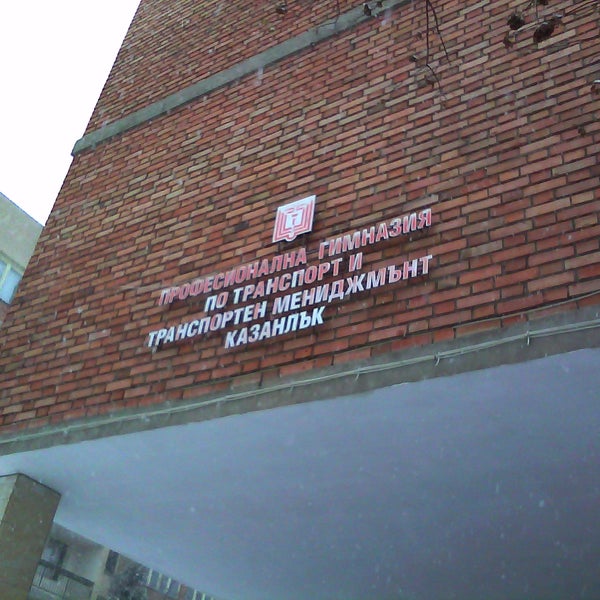 ПРОФЕСИОНАЛНА ГИМНАЗИЯ
ПО ТРАНСПОРТ И
ТРАНСПОРТЕН МЕНИДЖМЪНТ
КАЗАНЛЪК